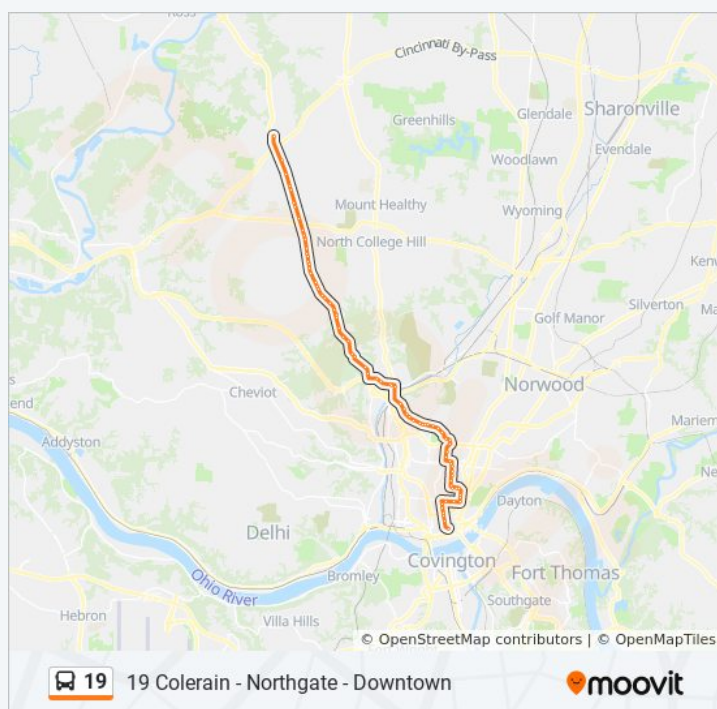 Ross
Cincinnati By-Pass
Sharonville
Glendale
Greenhills
Evendale
Woodlawn
Mount Healthy
Wyoming
North College Hill
Kenw
Silverton
Golf Manor
Ma
Norwood
Cheviot
Mariem
end
Addyston
Ne
Dayton
Delhi
Covington
Bromley
Fort Thomas
Ohio River
Southgate
Hebron
Villa Hills
© OpenStreetMap contributors | © OpenMapTiles
19 19 Colerain - Northgate - Downtown moovit